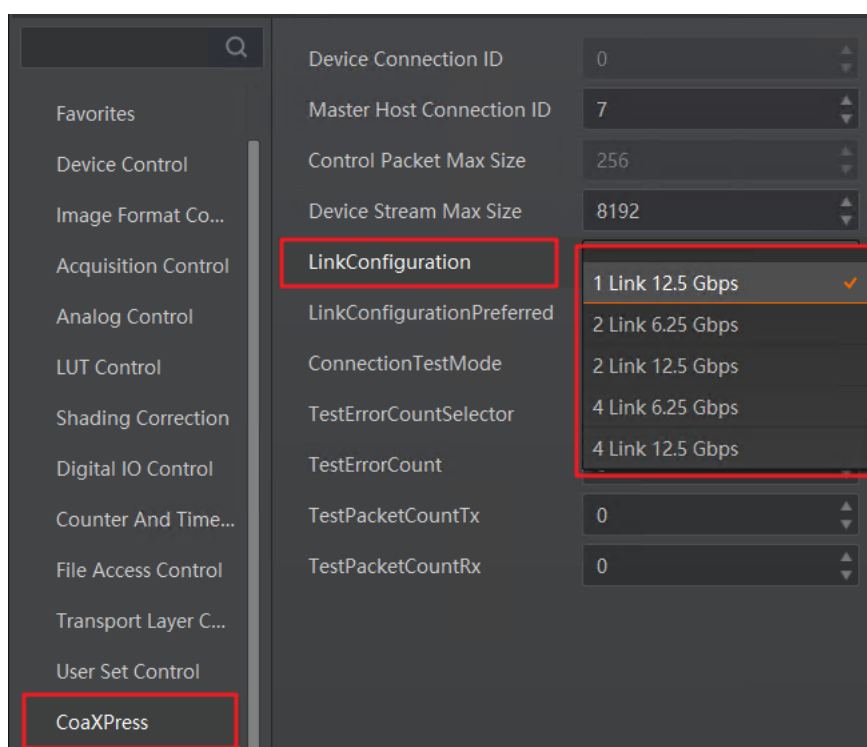 Favorites
Device Control
Image Format Co...
Acquisition Control
Analog Control
LUT Control
Shading Correction
Digital IO Control
Counter And Time...
File Access Control
Transport Layer C...
User Set Control
CoaXPress
Device Connection ID 0
Master Host Connection ID 7
Control Packet Max Size 256
Device Stream Max Size 8192
LinkConfiguration
1 Link 12.5 Gbps
2 Link 6.25 Gbps
2 Link 12.5 Gbps
4 Link 6.25 Gbps
4 Link 12.5 Gbps
LinkConfigurationPreferred
ConnectionTestMode
TestErrorCountSelector
TestErrorCount
TestPacketCountTx 0
TestPacketCountRx 0